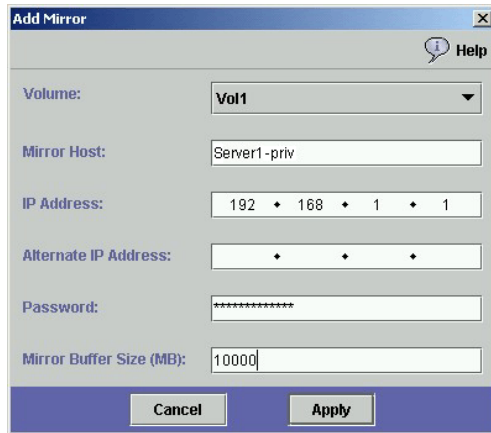 Add Mirror
Help
Volume: Vol1
Mirror Host: Server1-priv
IP Address: 192 . 168 . 1 . 1
Alternate IP Address: . . .
Password: *************
Mirror Buffer Size (MB): 10000
Cancel Apply